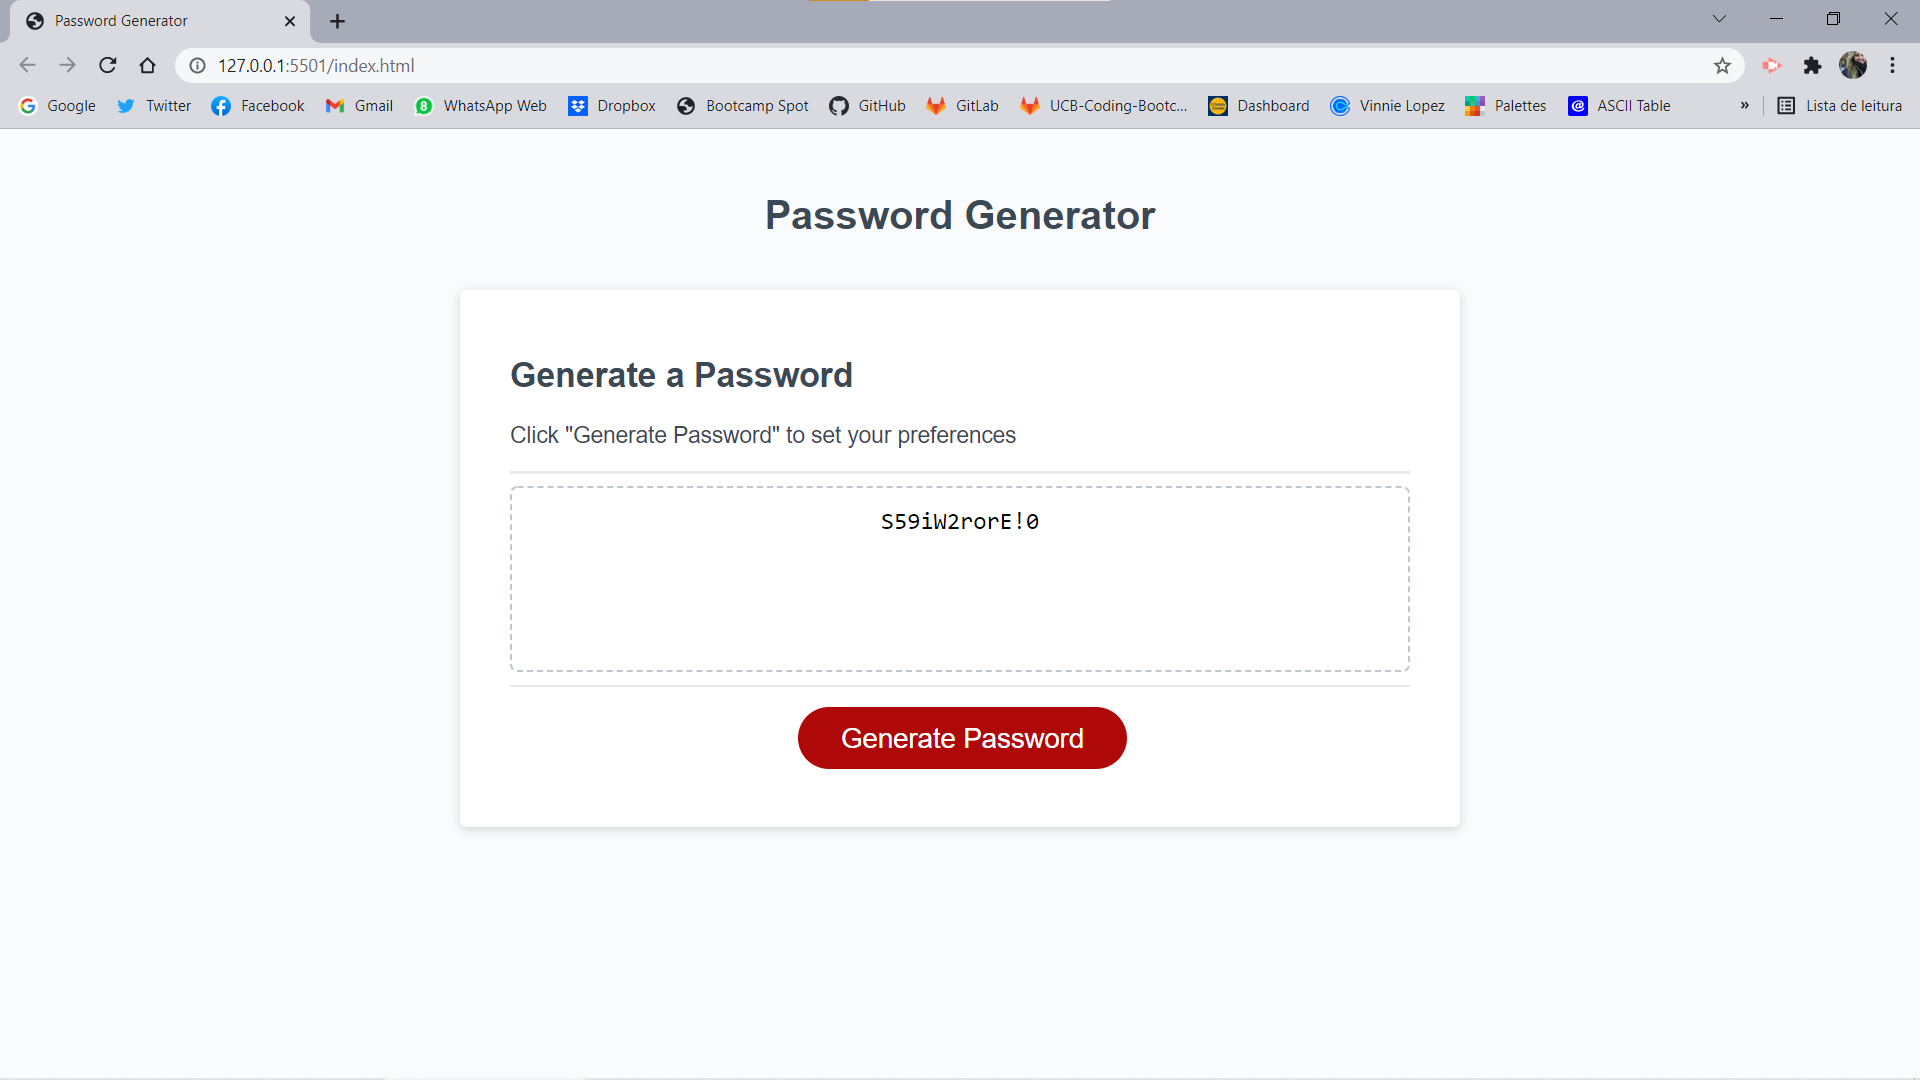 Password Generator
127.0.0.1:5501/index.html
Google Twitter Facebook Gmail 8 WhatsApp Web Dropbox Bootcamp Spot GitHub GitLab UCB-Coding-Bootc... Dashboard Vinnie Lopez Palettes @ ASCII Table » Lista de leitura
Password Generator
Generate a Password
Click "Generate Password" to set your preferences
S59iW2rorE!0
Generate Password